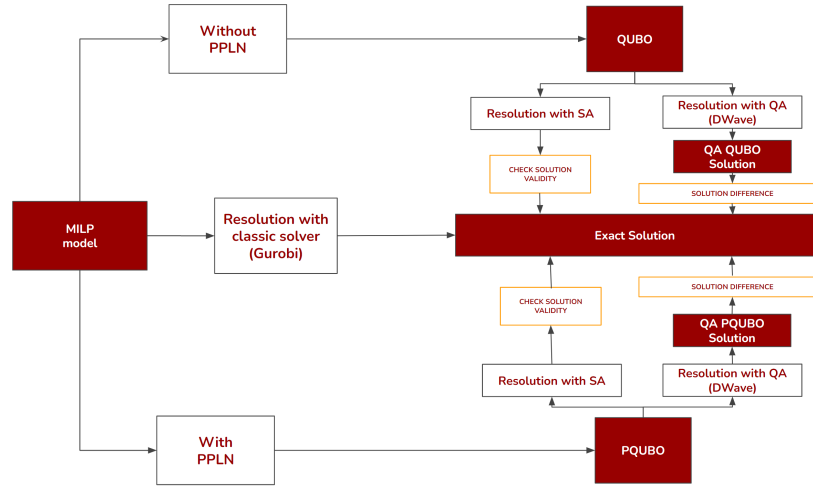 Without
PPLN
QUBO
Resolution with SA
Resolution with QA
(DWave)
QA QUBO
Solution
CHECK SOLUTION
VALIDITY
SOLUTION DIFFERENCE
MILP
model
Resolution with
classic solver
(Gurobi)
Exact Solution
SOLUTION DIFFERENCE
CHECK SOLUTION
VALIDITY
QA PQUBO
Solution
Resolution with SA
Resolution with QA
(DWave)
With
PPLN
PQUBO